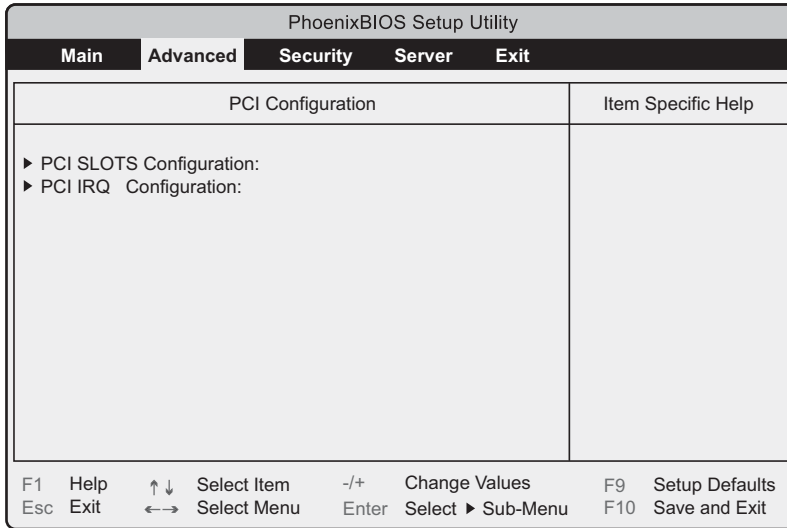 PhoenixBIOS Setup Utility
Main Advanced Security Server Exit
PCI Configuration
Item Specific Help
▶ PCI SLOTS Configuration:
▶ PCI IRQ Configuration:
F1 Help ↑↓ Select Item -/+ Change Values F9 Setup Defaults
Esc Exit ←→ Select Menu Enter Select ▶ Sub-Menu F10 Save and Exit